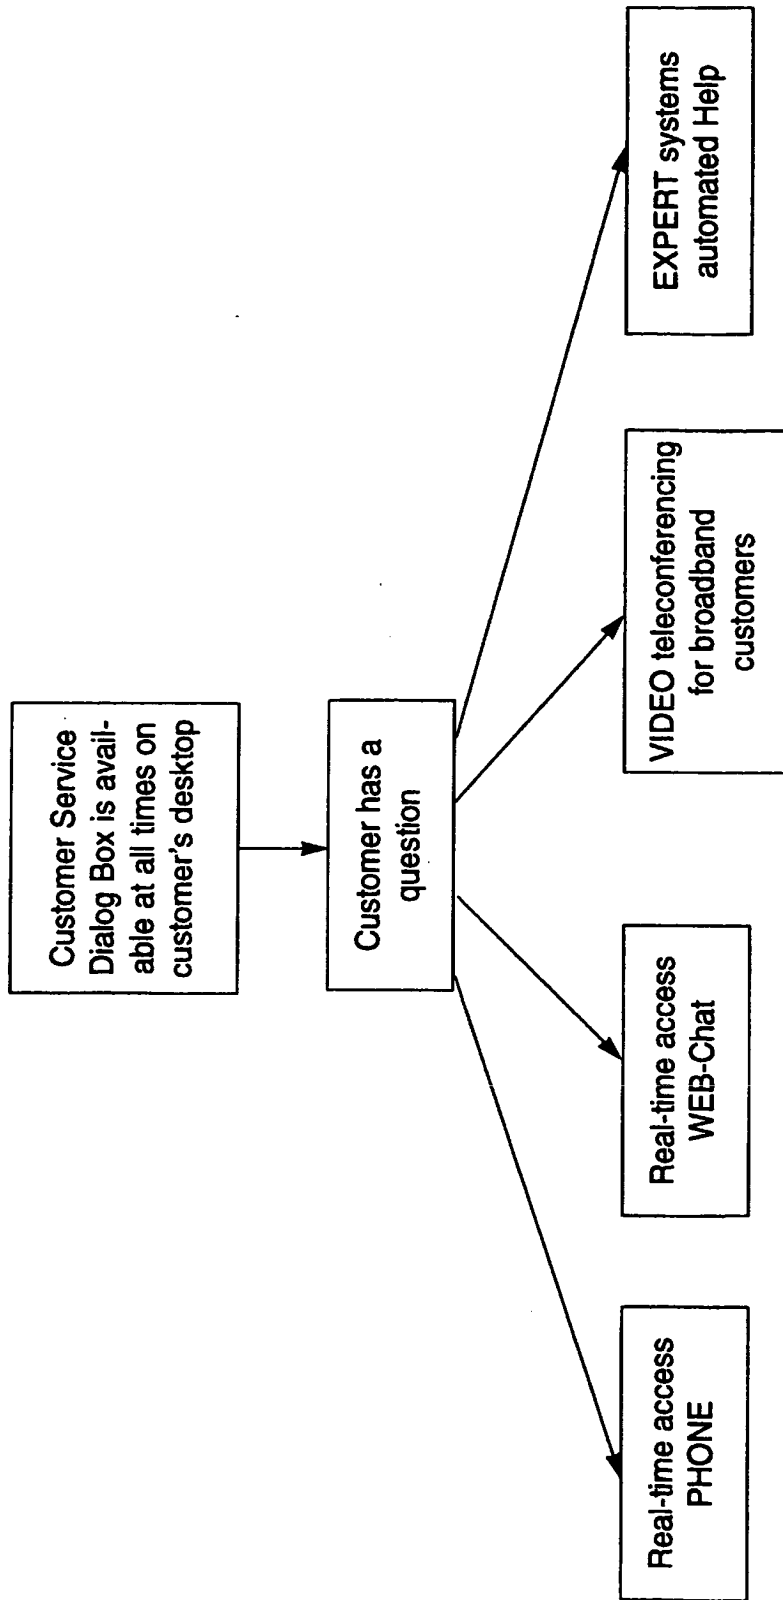 Customer Service
Dialog Box is avail-
able at all times on
customer's desktop
Customer has a
question
Real-time access
PHONE
Real-time access
WEB-Chat
VIDEO teleconferencing
for broadband
customers
EXPERT systems
automated Help